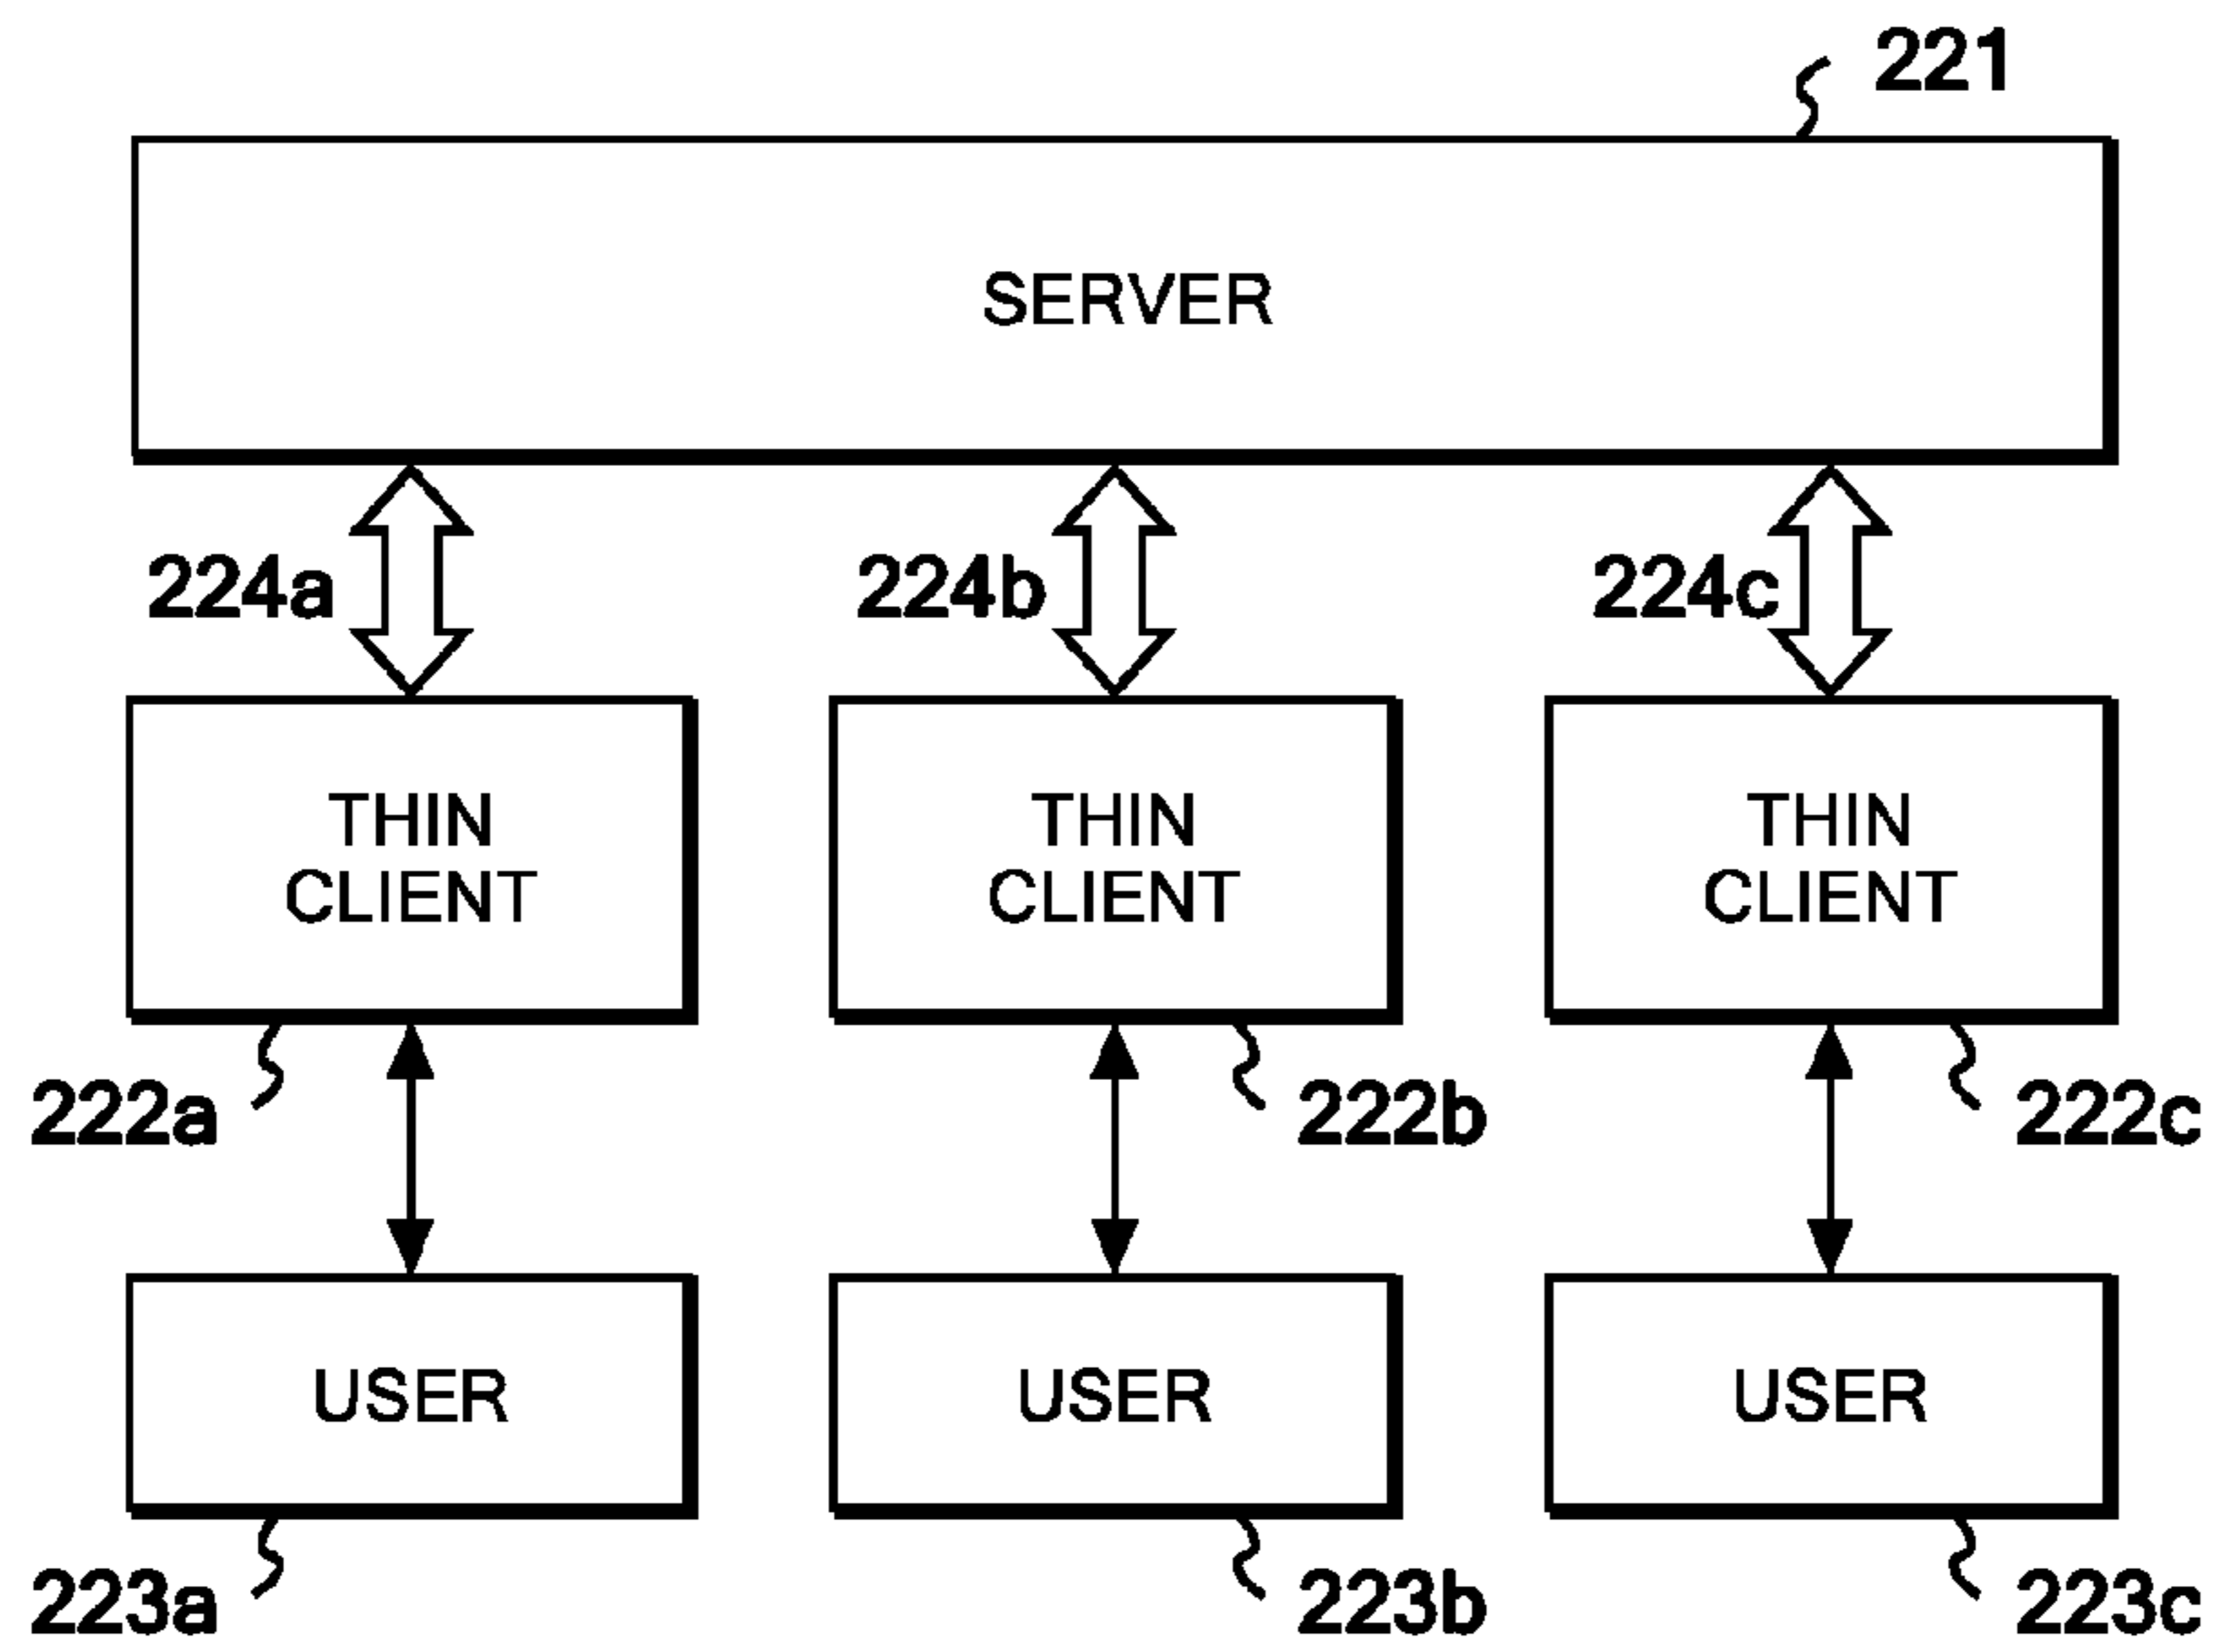 221
SERVER
224a 224b 224c
THIN THIN THIN
CLIENT CLIENT CLIENT
222a 222b 222c
USER USER USER
223a 223b 223c